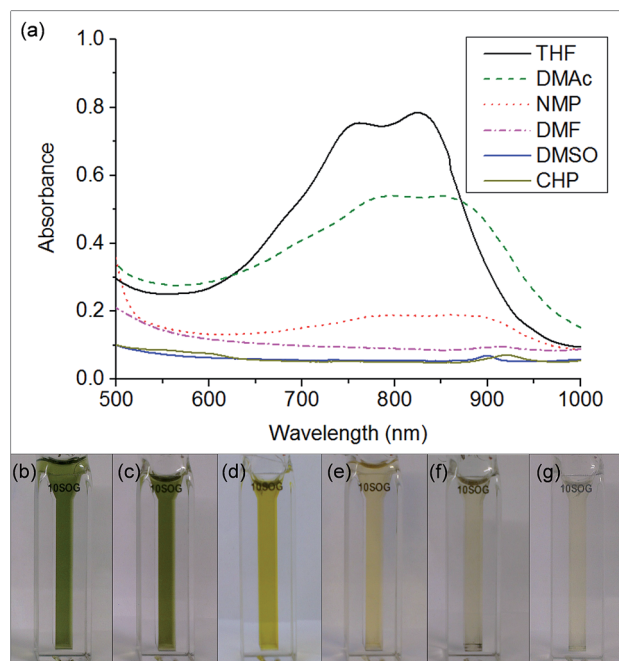 (a)
1.0
0.8
0.6
0.4
0.2
0.0
Absorbance
THF
DMAc
NMP
DMF
DMSO
CHP
500 600 700 800 900 1000
Wavelength (nm)
(b) (c) (d) (e) (f) (g)
10SOG 10SOG 10SOG 10SOG 10SOG 10SOG